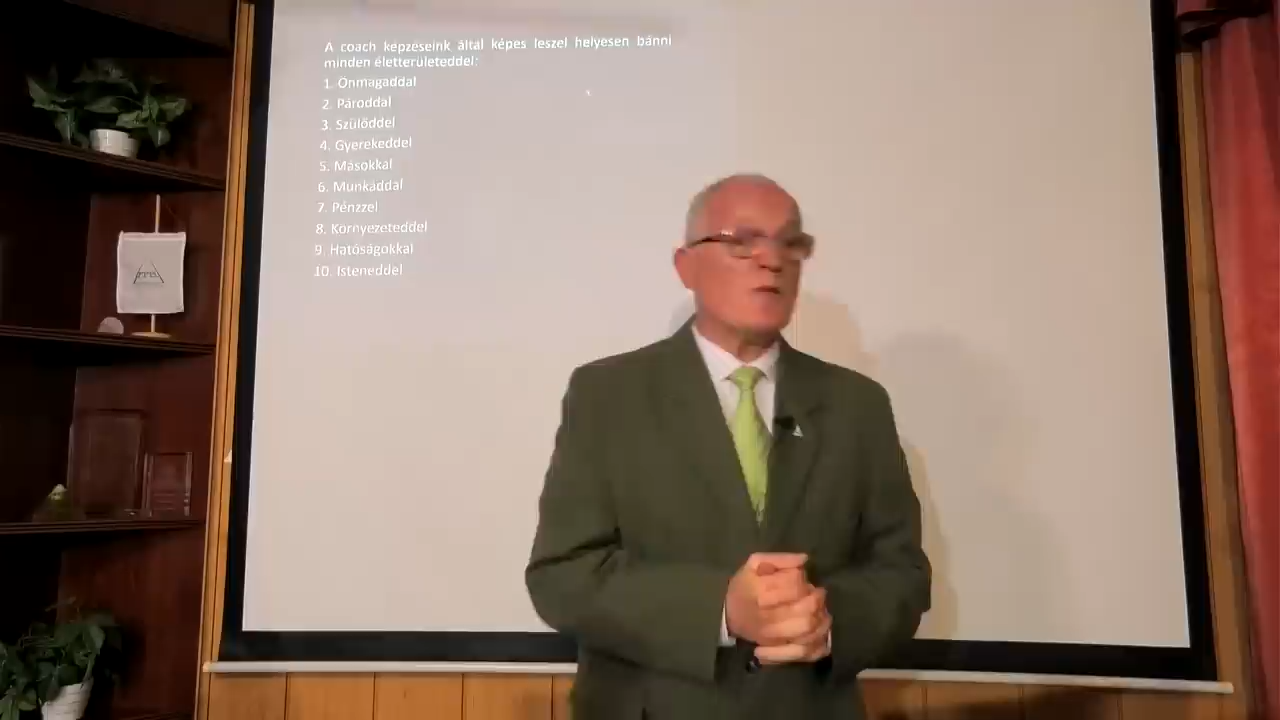 A coach képzéseink által képes leszel helyesen bánni
minden életterületeddel:
1. Önmagaddal
2. Pároddal
3. Szülőddel
4. Gyerekeddel
5. Másokkal
6. Munkáddal
7. Pénzzel
8. Környezeteddel
9. Hatóságokkal
10. Isteneddel